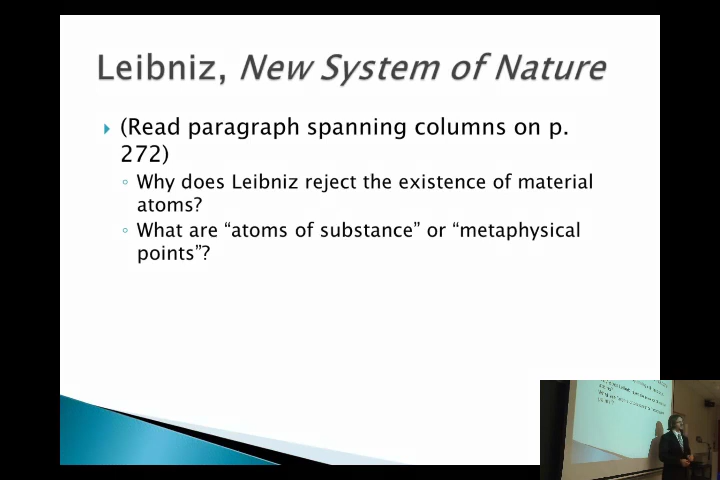 Leibniz, New System of Nature
(Read paragraph spanning columns on p.
272)
Why does Leibniz reject the existence of material
atoms?
What are “atoms of substance” or “metaphysical
points”?